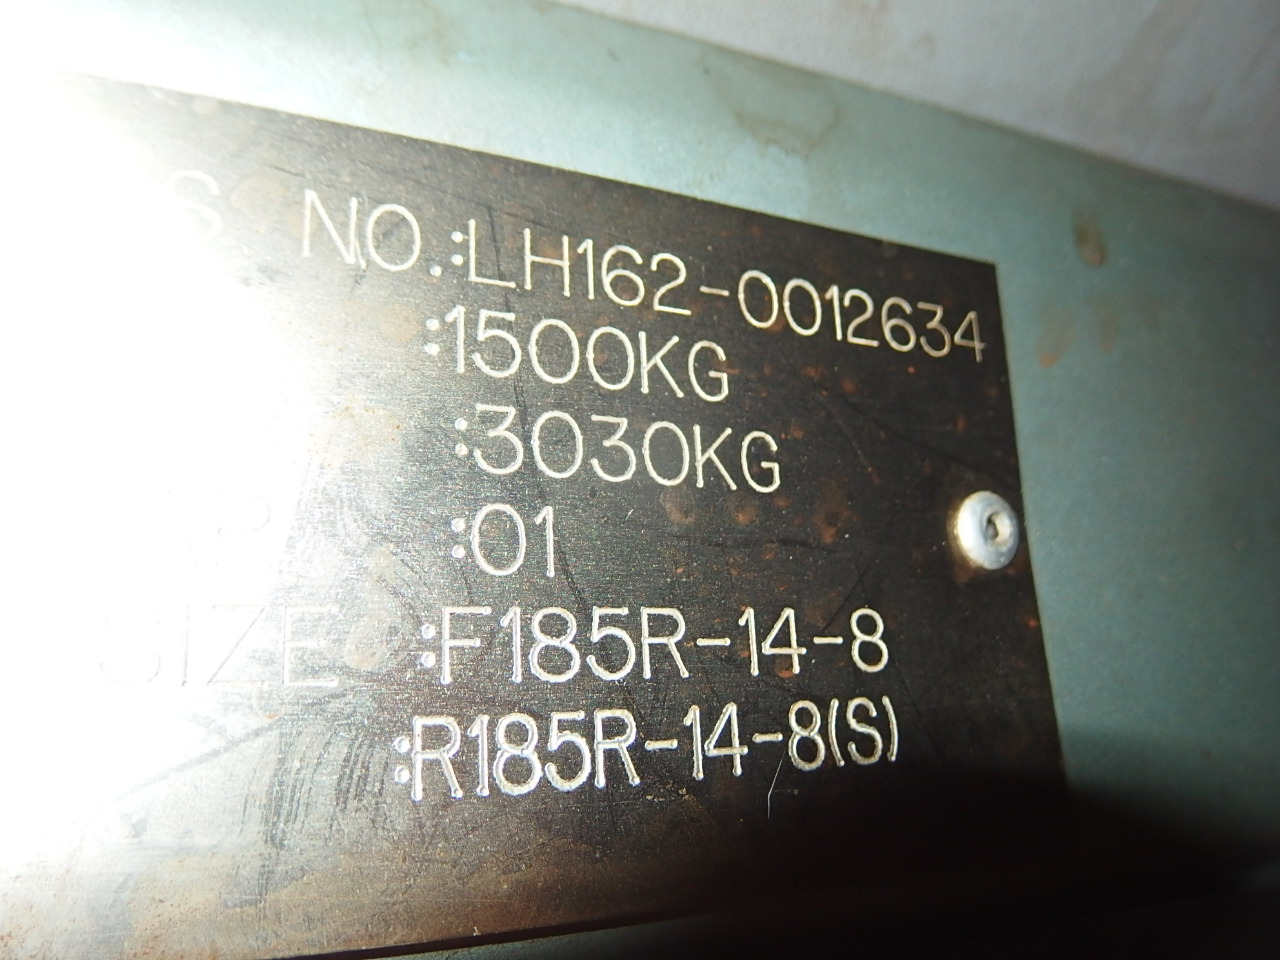 S NO.:LH162-0012634
:1500KG
:3030KG
:01
SIZE :F185R-14-8
:R185R-14-8(S)